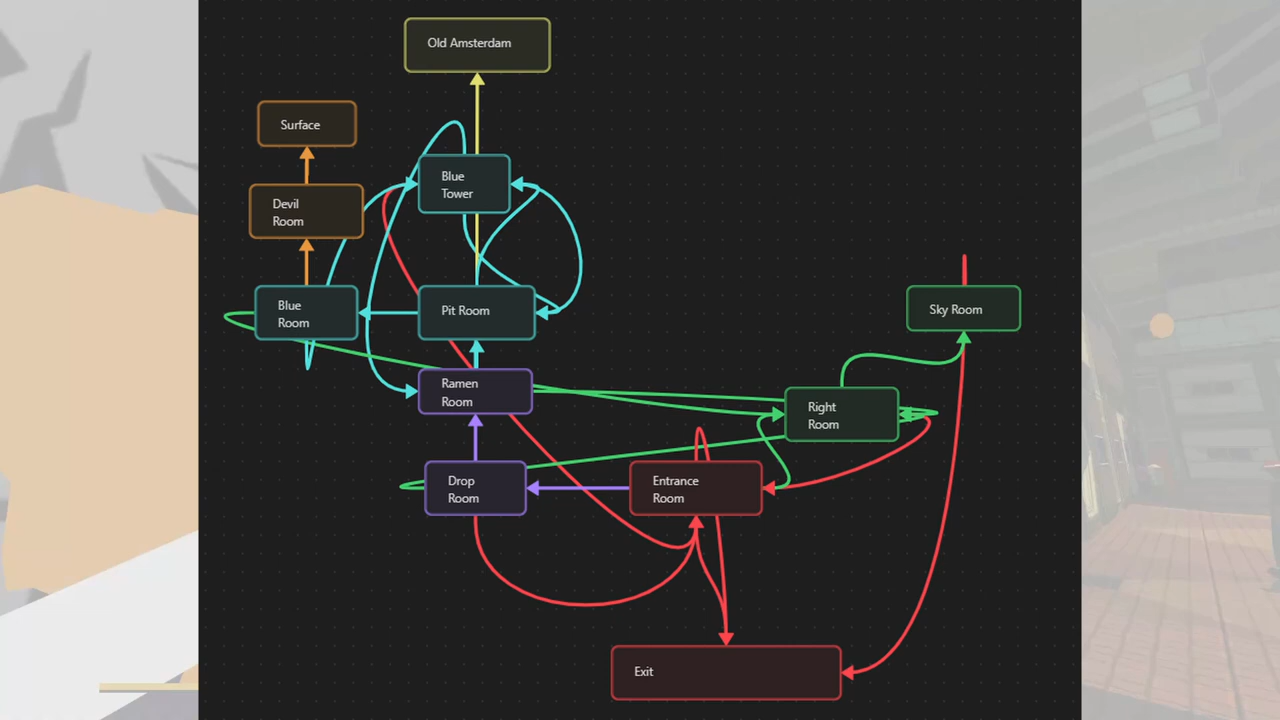 Old Amsterdam
Surface
Blue
Tower
Devil
Room
Blue
Room
Pit Room
Sky Room
Ramen
Room
Right
Room
Drop
Room
Entrance
Room
Exit